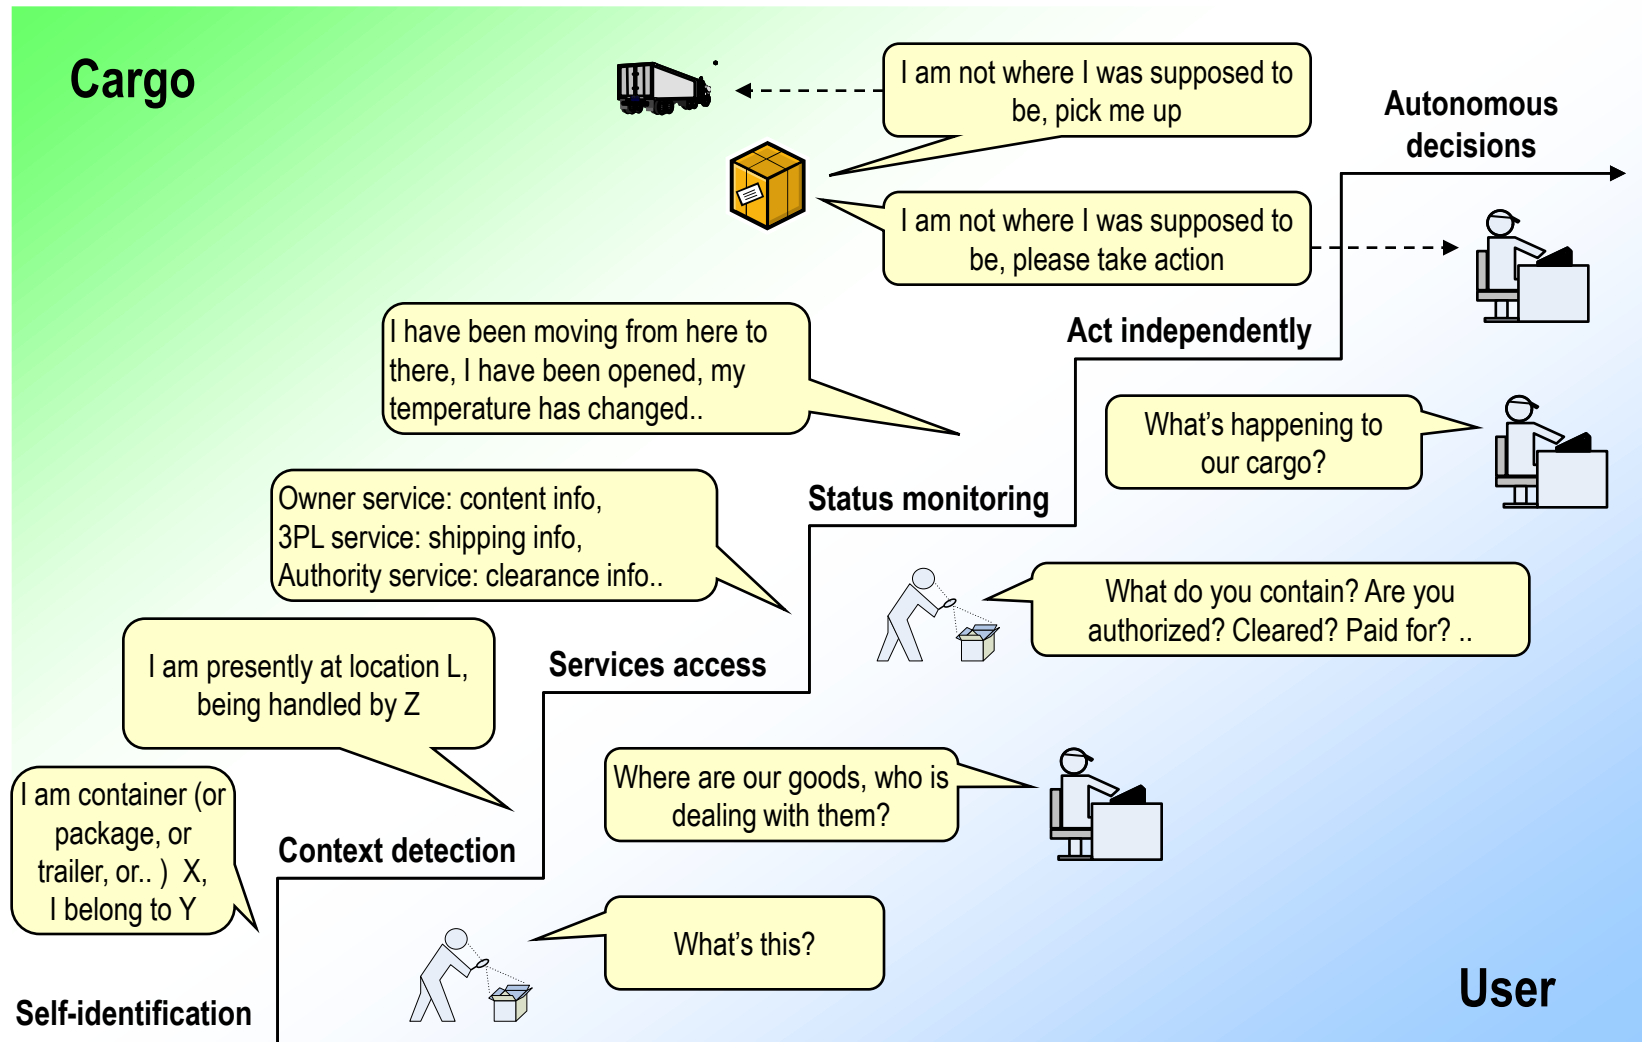 Cargo
I am not where I was supposed to
be, pick me up
Autonomous
decisions
I am not where I was supposed to
be, please take action
I have been moving from here to
there, I have been opened, my
temperature has changed..
Act independently
What's happening to
our cargo?
Owner service: content info,
3PL service: shipping info,
Authority service: clearance info..
Status monitoring
What do you contain? Are you
authorized? Cleared? Paid for? ..
I am presently at location L,
being handled by Z
Services access
Where are our goods, who is
dealing with them?
I am container (or
package, or
trailer, or.. ) X,
I belong to Y
Context detection
What's this?
Self-identification
User